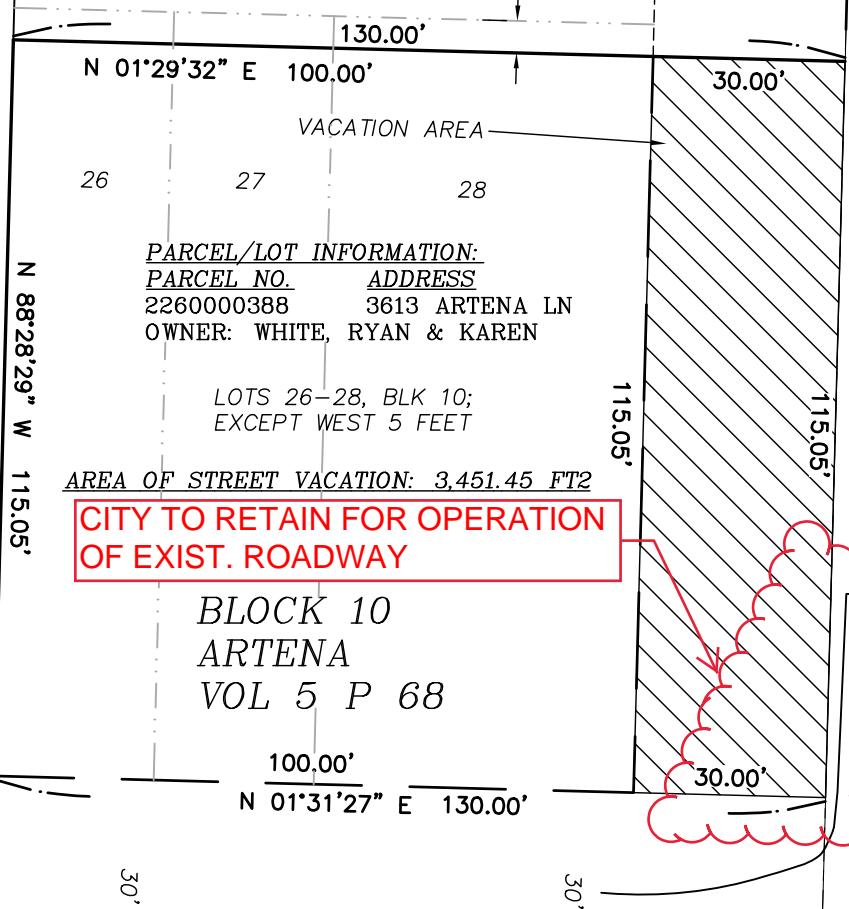 130.00'
N 01°29'32" E 100.00'
30.00'
VACATION AREA
26 27 28
PARCEL/LOT INFORMATION:
PARCEL NO. ADDRESS
2260000388 3613 ARTENA LN
OWNER: WHITE, RYAN & KAREN
N 88°28'29" W 115.05'
LOTS 26-28, BLK 10;
EXCEPT WEST 5 FEET
115.05'
115.05'
AREA OF STREET VACATION: 3,451.45 FT2
CITY TO RETAIN FOR OPERATION
OF EXIST. ROADWAY
BLOCK 10
ARTENA
VOL 5 P 68
100.00'
30.00'
N 01°31'27" E 130.00'
30'
30'